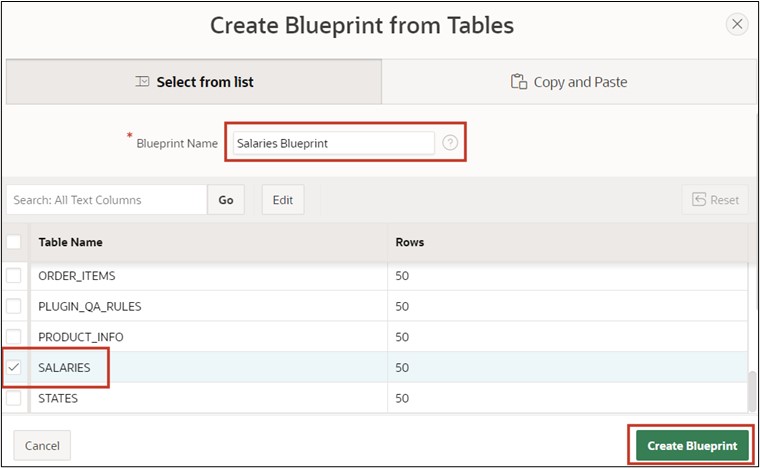 Create Blueprint from Tables
Select from list
Copy and Paste
* Blueprint Name Salaries Blueprint ?
Search: All Text Columns Go Edit Reset
Table Name Rows
ORDER_ITEMS 50
PLUGIN_QA_RULES 50
PRODUCT_INFO 50
SALARIES 50
STATES 50
Cancel Create Blueprint